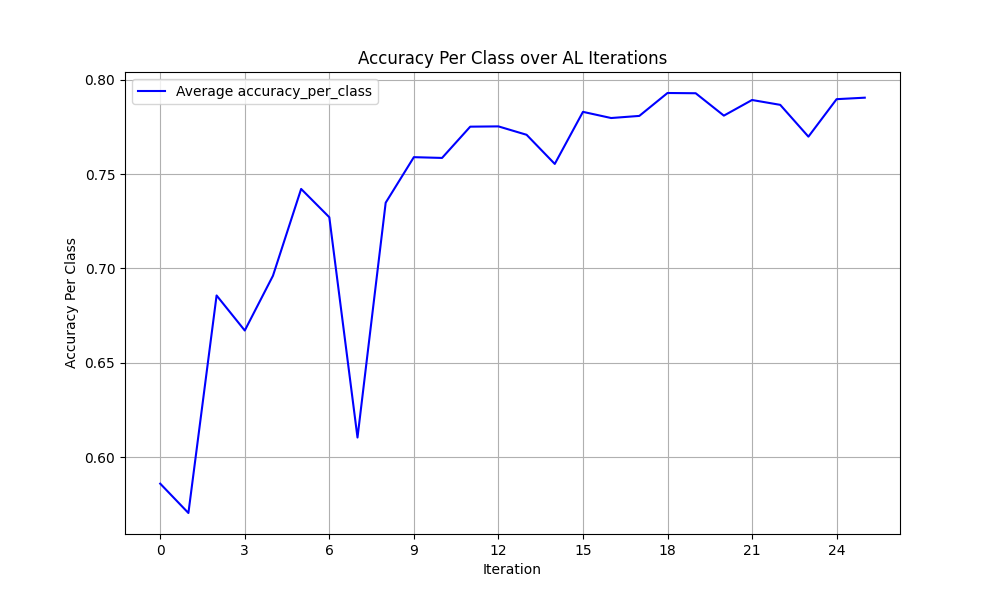 Accuracy Per Class over AL Iterations
Average accuracy_per_class
Accuracy Per Class
0.80
0.75
0.70
0.65
0.60
0 3 6 9 12 15 18 21 24
Iteration